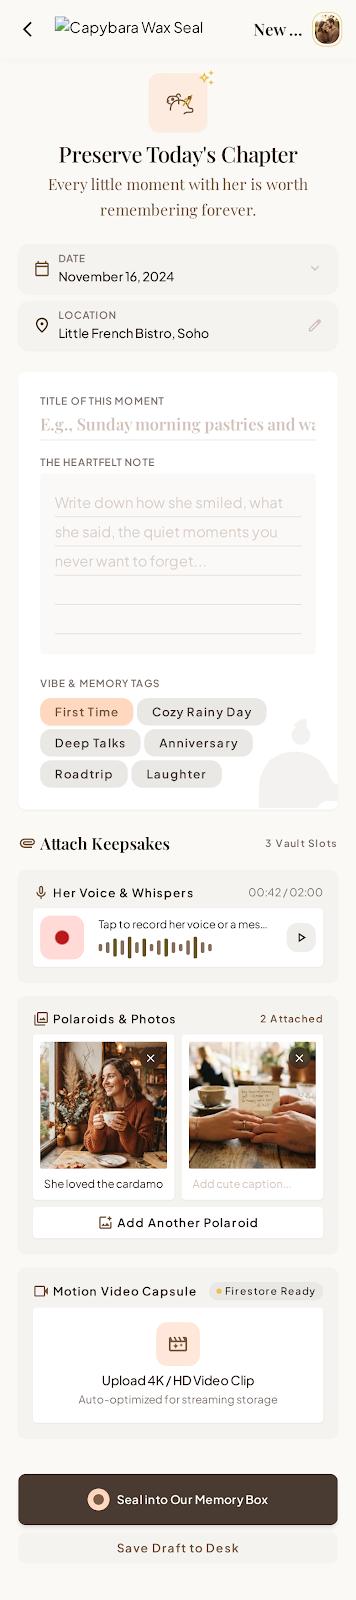 Capybara Wax Seal
New ...
Preserve Today's Chapter
Every little moment with her is worth
remembering forever.
DATE
November 16, 2024
LOCATION
Little French Bistro, Soho
TITLE OF THIS MOMENT
E.g., Sunday morning pastries and wa
THE HEARTFELT NOTE
Write down how she smiled, what
she said, the quiet moments you
never want to forget...
VIBE & MEMORY TAGS
First Time
Cozy Rainy Day
Deep Talks
Anniversary
Roadtrip
Laughter
Attach Keepsakes
3 Vault Slots
Her Voice & Whispers
00:42 / 02:00
Tap to record her voice or a mes...
Polaroids & Photos
2 Attached
She loved the cardamo
Add cute caption...
Add Another Polaroid
Motion Video Capsule
Firestore Ready
Upload 4K / HD Video Clip
Auto-optimized for streaming storage
Seal into Our Memory Box
Save Draft to Desk